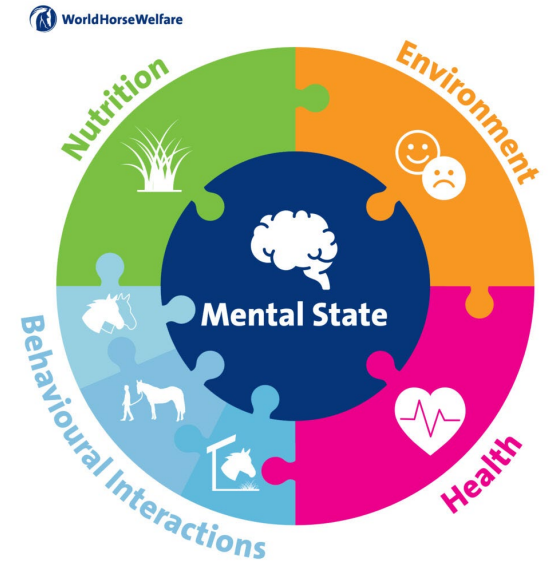 WorldHorseWelfare
Nutrition
Environment
Mental State
Behavioural Interactions
Health